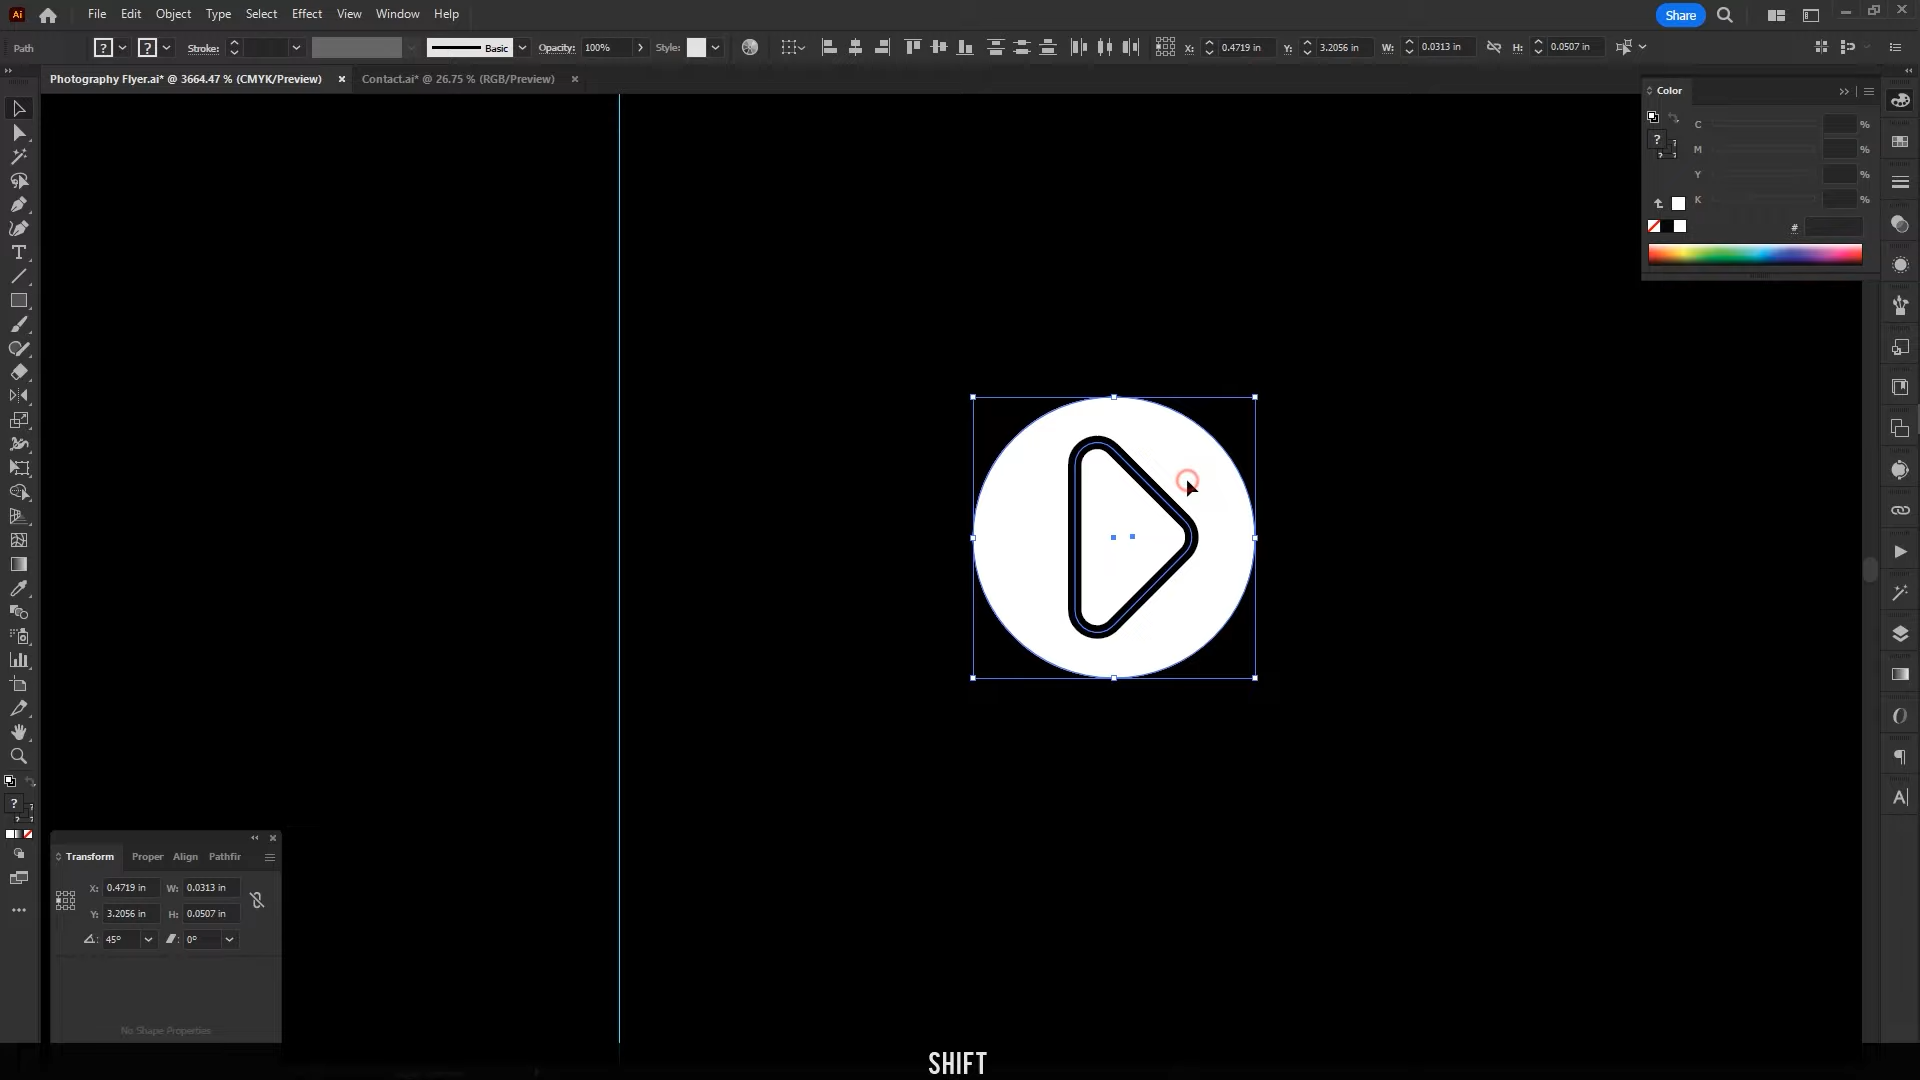 Ai File Edit Object Type Select Effect View Window Help Share
Path ? ? Stroke: Basic Opacity: 100% Style: X: 0.4719 in Y: 3.2056 in W: 0.0313 in H: 0.0507 in
Photography Flyer.ai* @ 3664.47 % (CMYK/Preview) × Contact.ai* @ 26.75 % (RGB/Preview) ×
Color
C %
? M %
Y %
K %
#
Transform Proper Align Pathfir
X: 0.4719 in W: 0.0313 in
Y: 3.2056 in H: 0.0507 in
45° 0°
No Shape Properties
SHIFT